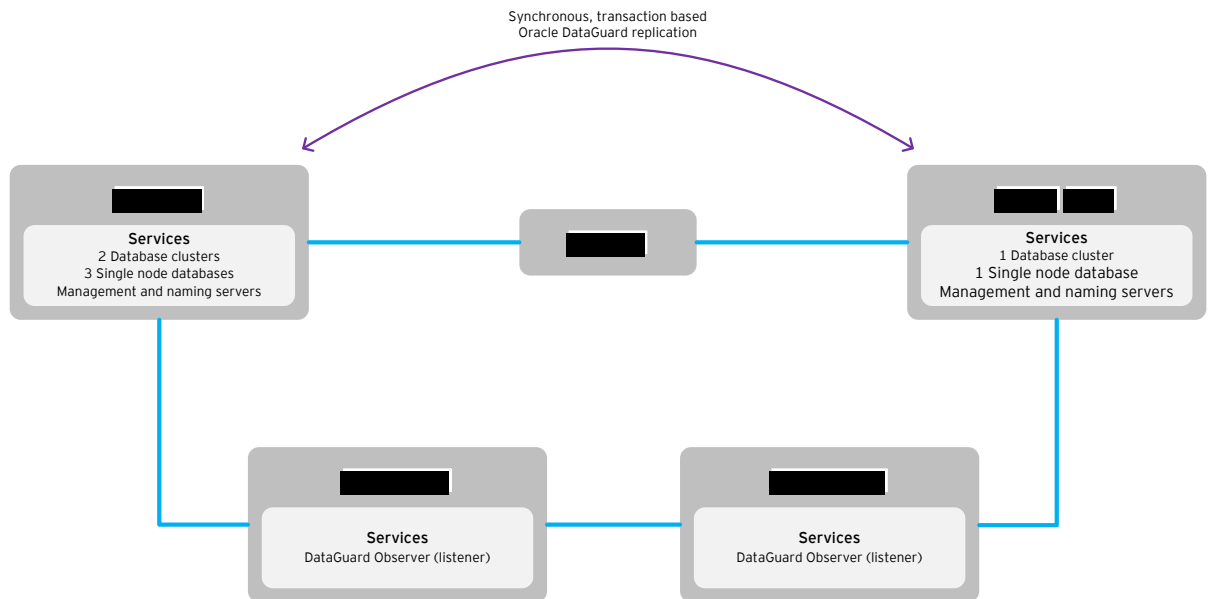 Synchronous, transaction based
Oracle DataGuard replication
Services
2 Database clusters
3 Single node databases
Management and naming servers
Services
1 Database cluster
1 Single node database
Management and naming servers
Services
DataGuard Observer (listener)
Services
DataGuard Observer (listener)